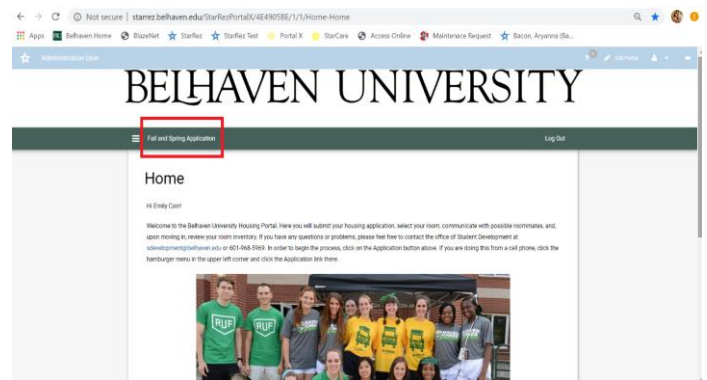 Not secure | starrez.belhaven.edu/StarRezPortalX/4E49058E/1/1/Home-Home
Apps Belhaven Home BlazeNet StarRez StarRez Test Portal X StarCare Access Online Maintenace Request Bacon, Aryanna (Ba...
Administration User
BELHAVEN UNIVERSITY
Fall and Spring Application Log Out
Home
Hi Emily Carr!
Welcome to the Belhaven University Housing Portal. Here you will submit your housing application, select your room, communicate with possible roommates, and,
upon moving in, review your room inventory. If you have any questions or problems, please feel free to contact the office of Student Development at
sdevelopment@belhaven.edu or 601-968-5969. In order to begin the process, click on the Application button above. If you are doing this from a cell phone, click the
hamburger menu in the upper left corner and click the Application link there.
RUF RUF